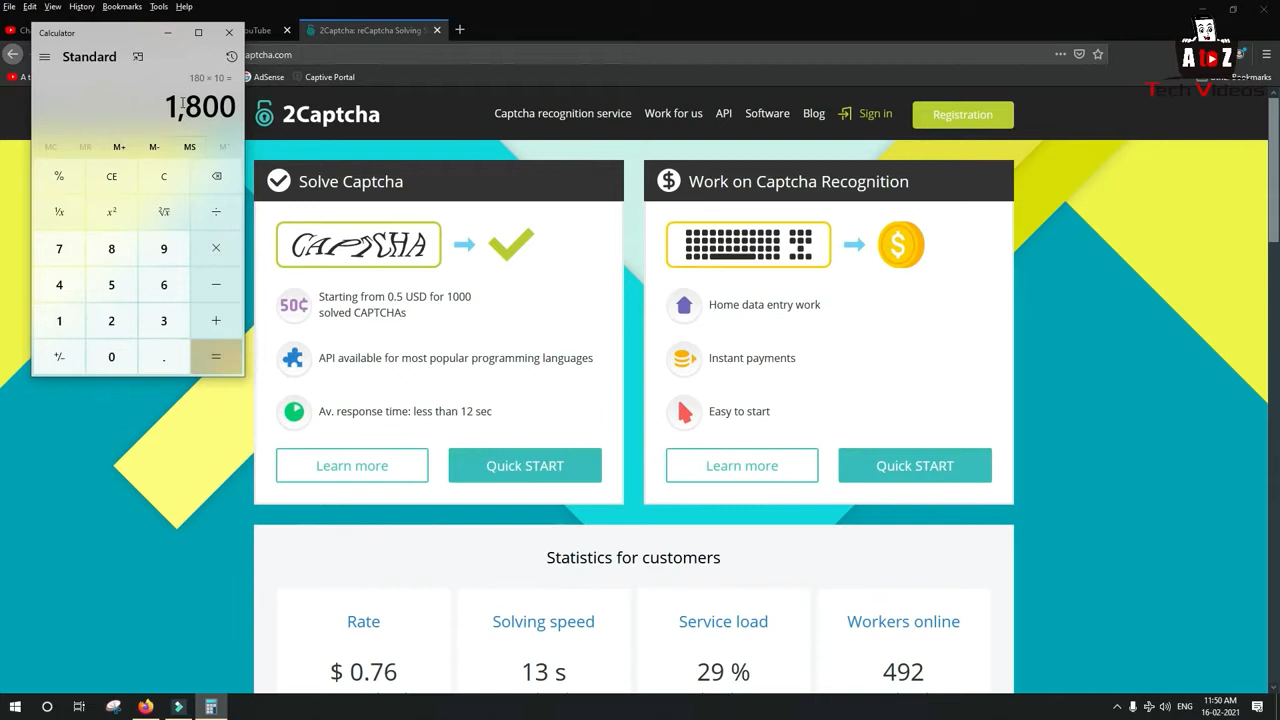 File Edit View History Bookmarks Tools Help
Calculator
Standard
180 × 10 =
1,800
MC MR M+ M- MS
% CE C
7 8 9 ×
4 5 6 −
1 2 3 +
+/− 0 . =
2Captcha: reCaptcha Solving S
aptcha.com
AdSense Captive Portal
Bookmarks
A to Z
Tech Videos
2Captcha
Captcha recognition service Work for us API Software Blog Sign in Registration
Solve Captcha
CAPTCHA
50¢
Starting from 0.5 USD for 1000
solved CAPTCHAs
API available for most popular programming languages
Av. response time: less than 12 sec
Learn more Quick START
Work on Captcha Recognition
$
Home data entry work
Instant payments
Easy to start
Learn more Quick START
Statistics for customers
Rate Solving speed Service load Workers online
$ 0.76 13 s 29 % 492
ENG 11:50 AM
16-02-2021